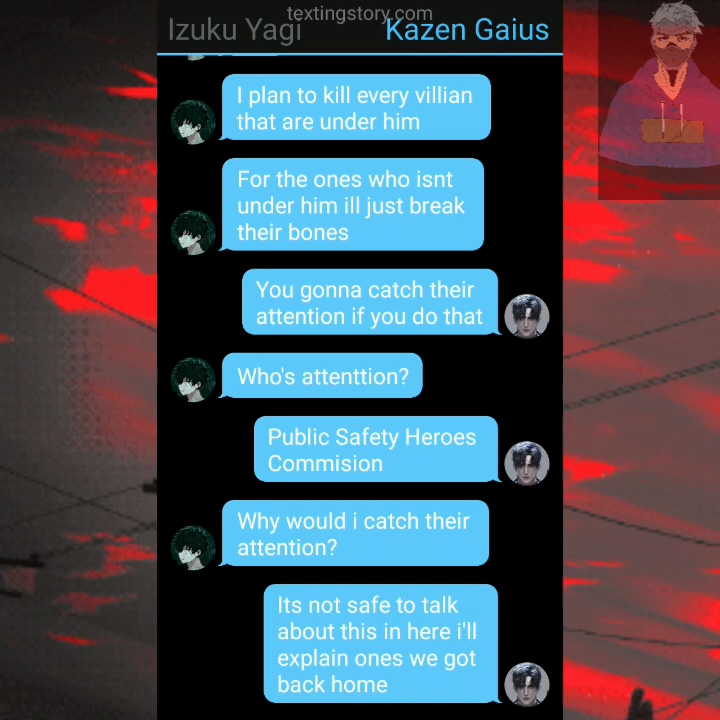 textingstory.com
Izuku Yagi
Kazen Gaius
I plan to kill every villian
that are under him
For the ones who isnt
under him ill just break
their bones
You gonna catch their
attention if you do that
Who's attenttion?
Public Safety Heroes
Commision
Why would i catch their
attention?
Its not safe to talk
about this in here i'll
explain ones we got
back home